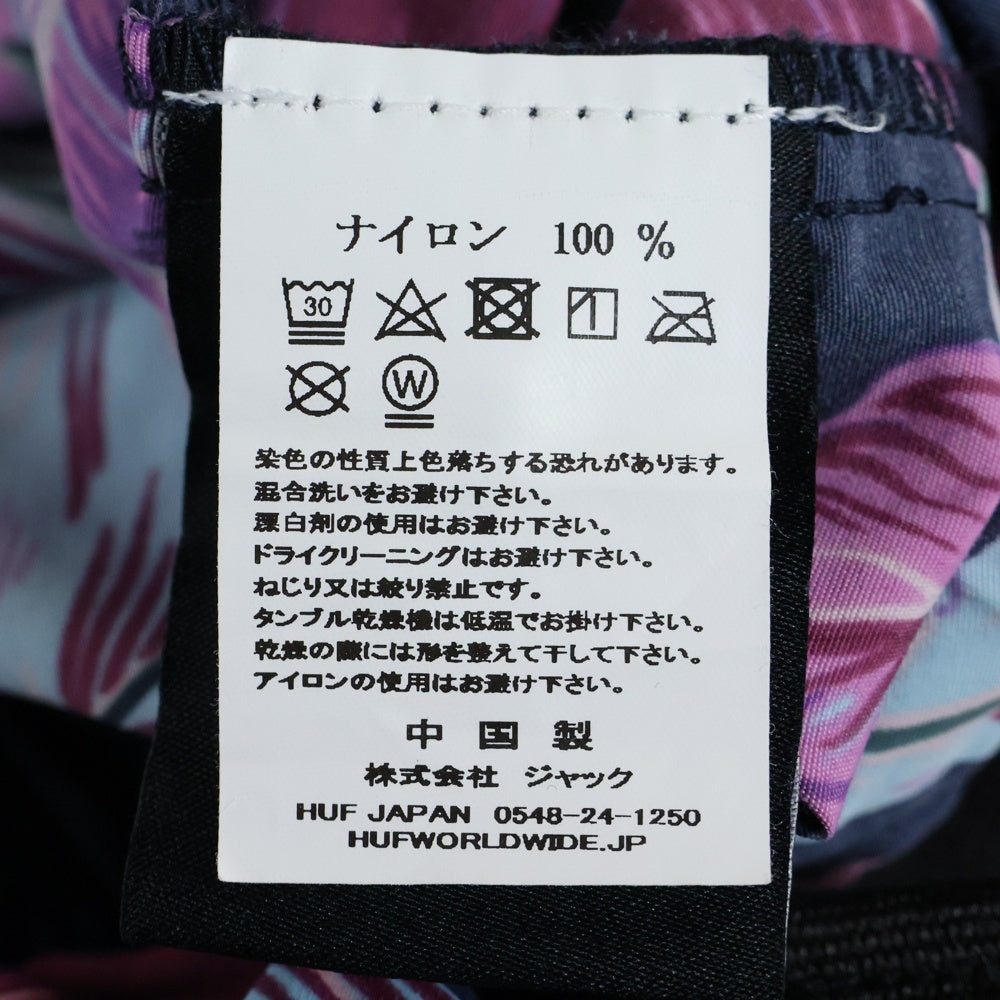 ナイロン 100 %
30
W
染色の性質上色落ちする恐れがあります。
混合洗いをお避け下さい。
漂白剤の使用はお避け下さい。
ドライクリーニングはお避け下さい。
ねじり又は絞り禁止です。
タンブル乾燥機は低温でお掛け下さい。
乾燥の際には形を整えて干して下さい。
アイロンの使用はお避け下さい。
中国製
株式会社 ジャック
HUF JAPAN 0548-24-1250
HUFWORLDWIDE.JP